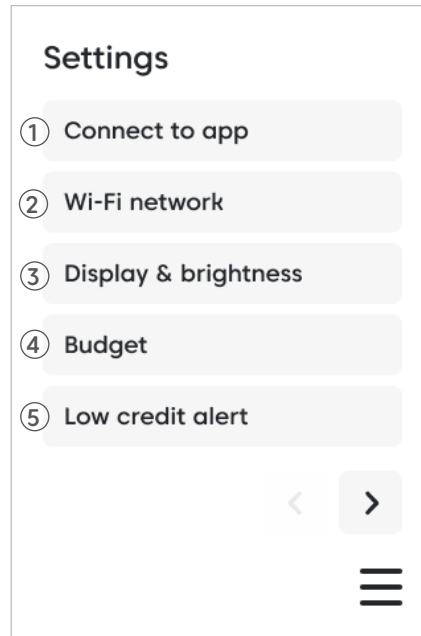 Settings
① Connect to app
② Wi-Fi network
③ Display & brightness
④ Budget
⑤ Low credit alert